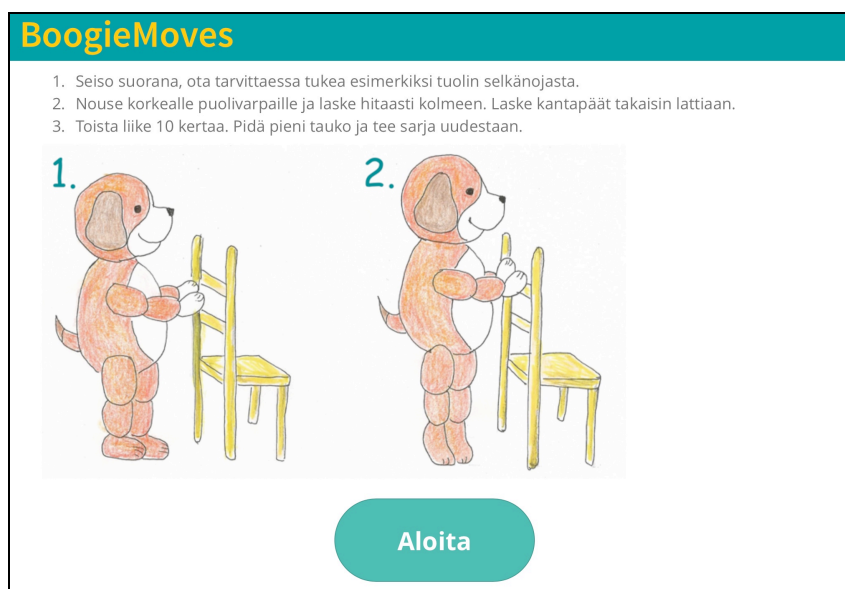 BoogieMoves
1. Seiso suorana, ota tarvittaessa tukea esimerkiksi tuolin selkänojasta.
2. Nouse korkealle puolivarpaille ja laske hitaasti kolmeen. Laske kantapäät takaisin lattiaan.
3. Toista liike 10 kertaa. Pidä pieni tauko ja tee sarja uudestaan.
1. 2.
Aloita